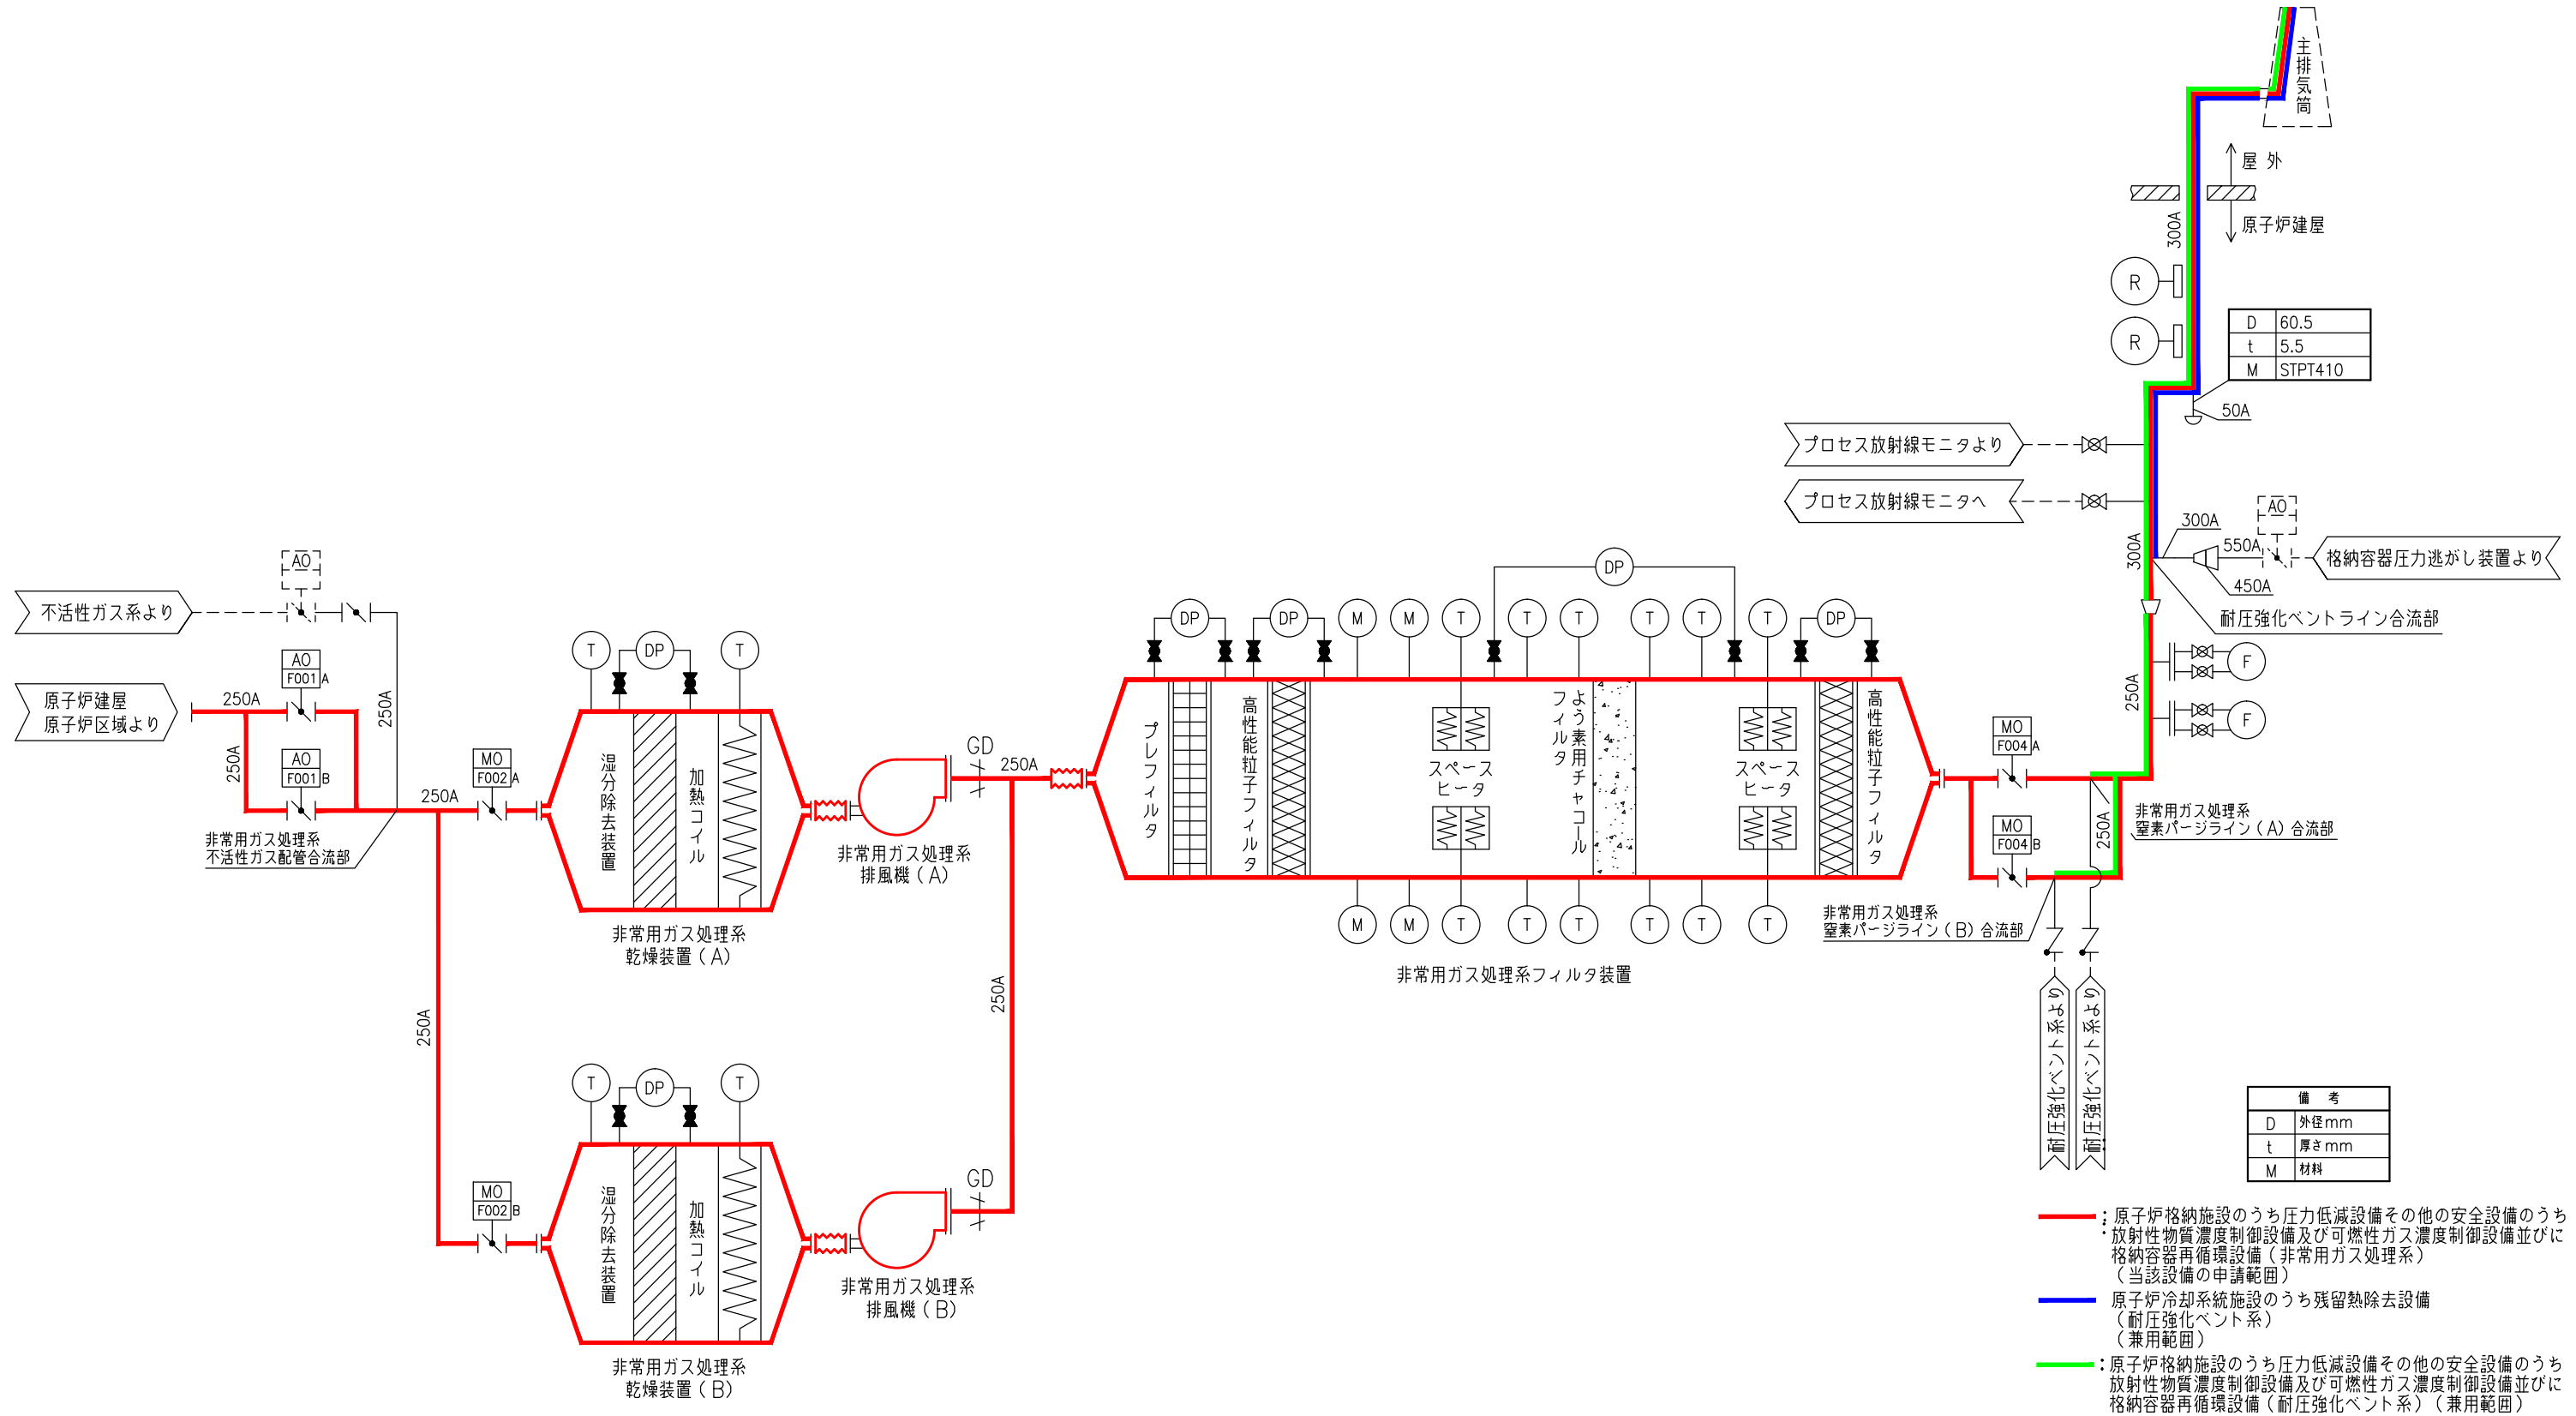 主排気筒
屋 外
原子炉建屋
300A
R
R
D 60.5
t 5.5
M STPT410
50A
プロセス放射線モニタより
プロセス放射線モニタへ
300A
AO
550A
格納容器圧力逃がし装置より
450A
300A
耐圧強化ベントライン合流部
F
F
250A
AO
不活性ガス系より
AO
F001 A
250A
原子炉建屋
原子炉区域より
250A
250A
AO
F001 B
非常用ガス処理系
不活性ガス配管合流部
250A
MO
F002 A
T
DP
T
湿分除去装置
加熱コイル
非常用ガス処理系
乾燥装置(A)
非常用ガス処理系
排風機(A)
GD
250A
250A
250A
MO
F002 B
T
DP
T
湿分除去装置
加熱コイル
非常用ガス処理系
乾燥装置(B)
非常用ガス処理系
排風機(B)
GD
DP
DP
DP
M
M
T
T
T
T
T
T
DP
プレフィルタ
高性能粒子フィルタ
スペース
ヒータ
よう素用チャコール
フィルタ
スペース
ヒータ
高性能粒子フィルタ
M
M
T
T
T
T
T
T
非常用ガス処理系フィルタ装置
MO
F004 A
MO
F004 B
250A
非常用ガス処理系
窒素パージライン(A)合流部
非常用ガス処理系
窒素パージライン(B)合流部
耐圧強化ベント系より
耐圧強化ベント系より
備 考
D 外径mm
t 厚さmm
M 材料
:原子炉格納施設のうち圧力低減設備その他の安全設備のうち
放射性物質濃度制御設備及び可燃性ガス濃度制御設備並びに
格納容器再循環設備(非常用ガス処理系)
(当該設備の申請範囲)
:原子炉冷却系統施設のうち残留熱除去設備
(耐圧強化ベント系)
(兼用範囲)
:原子炉格納施設のうち圧力低減設備その他の安全設備のうち
放射性物質濃度制御設備及び可燃性ガス濃度制御設備並びに
格納容器再循環設備(耐圧強化ベント系)(兼用範囲)